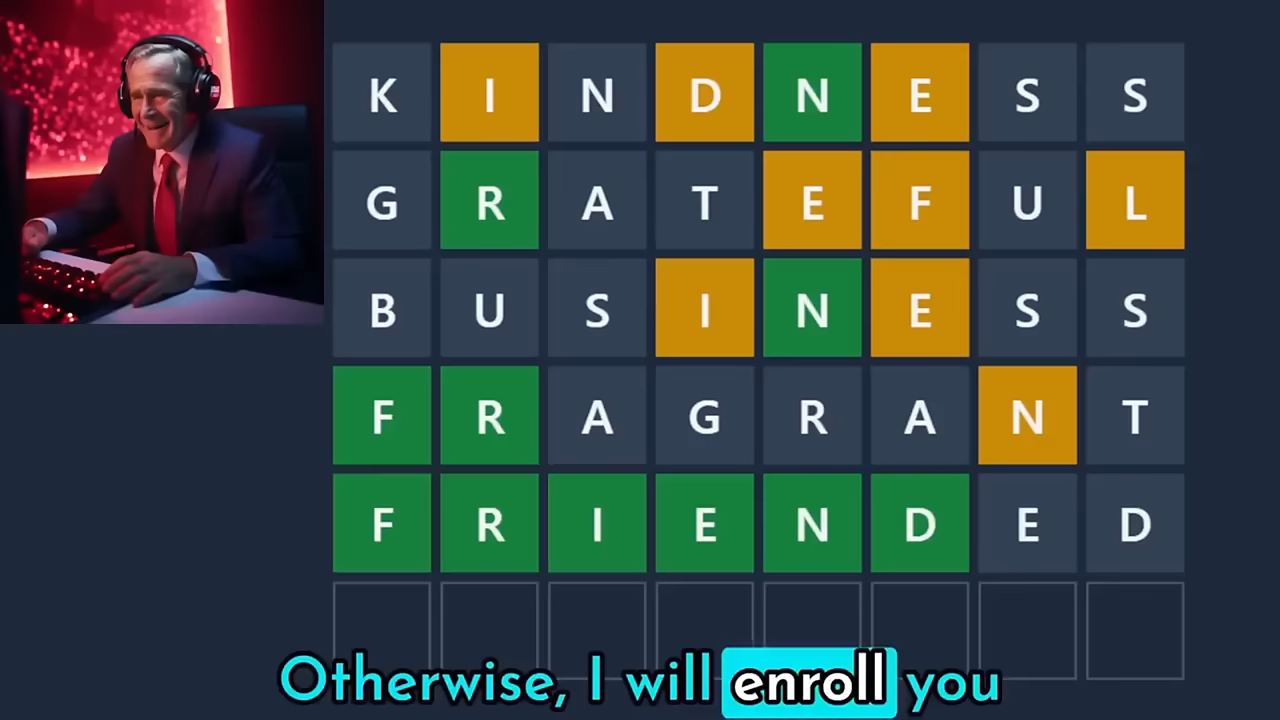 KINDNESS
GRATEFUL
BUSINESS
FRAGRANT
FRIENDED
Otherwise, I will enroll you